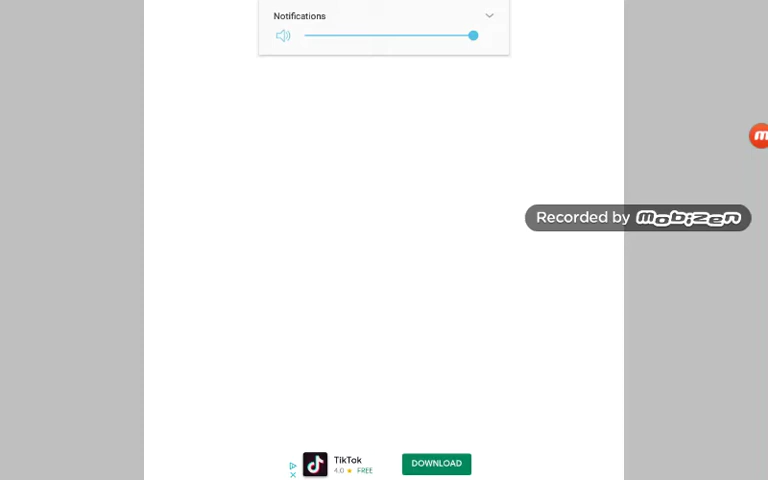 Notifications
Recorded by Mobizen
TikTok
4.0 ★ FREE
DOWNLOAD